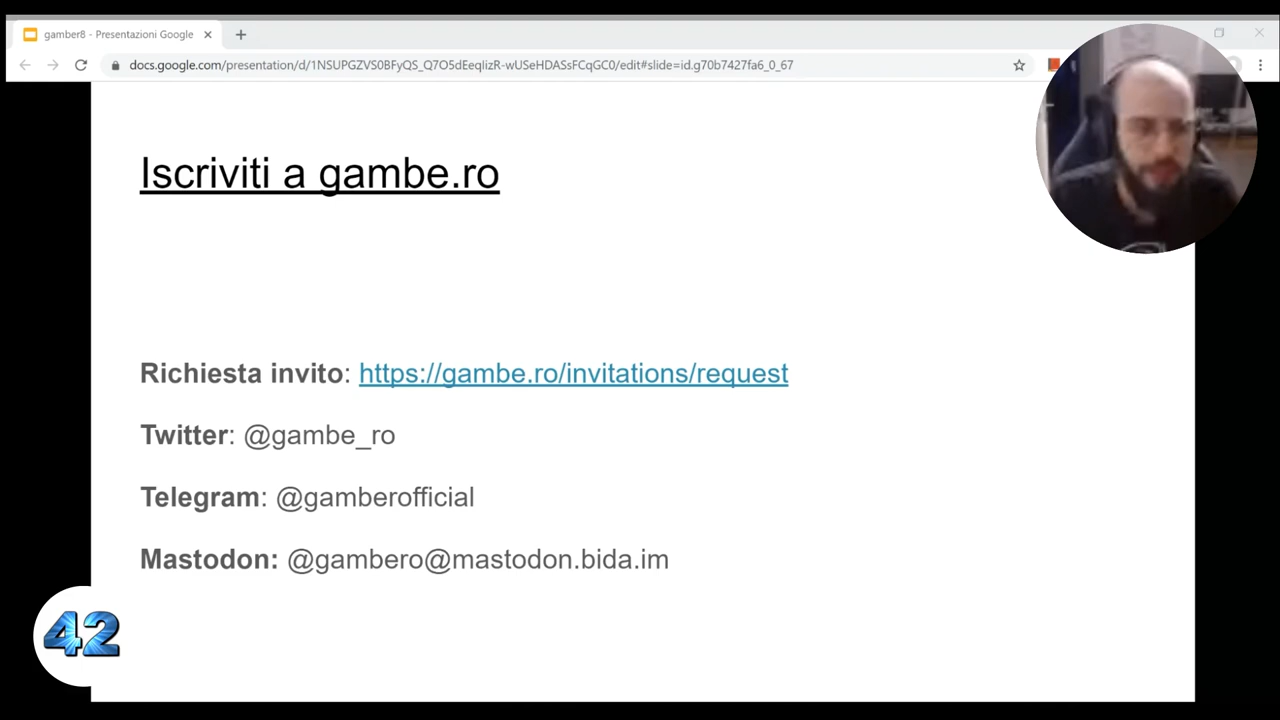 gamber8 - Presentazioni Google
docs.google.com/presentation/d/1NSUPGZVS0BFyQS_Q7O5dEeqlizR-wUSeHDASsFCqGC0/edit#slide=id.g70b7427fa6_0_67
Iscriviti a gambe.ro
Richiesta invito: https://gambe.ro/invitations/request
Twitter: @gambe_ro
Telegram: @gamberofficial
Mastodon: @gambero@mastodon.bida.im
42